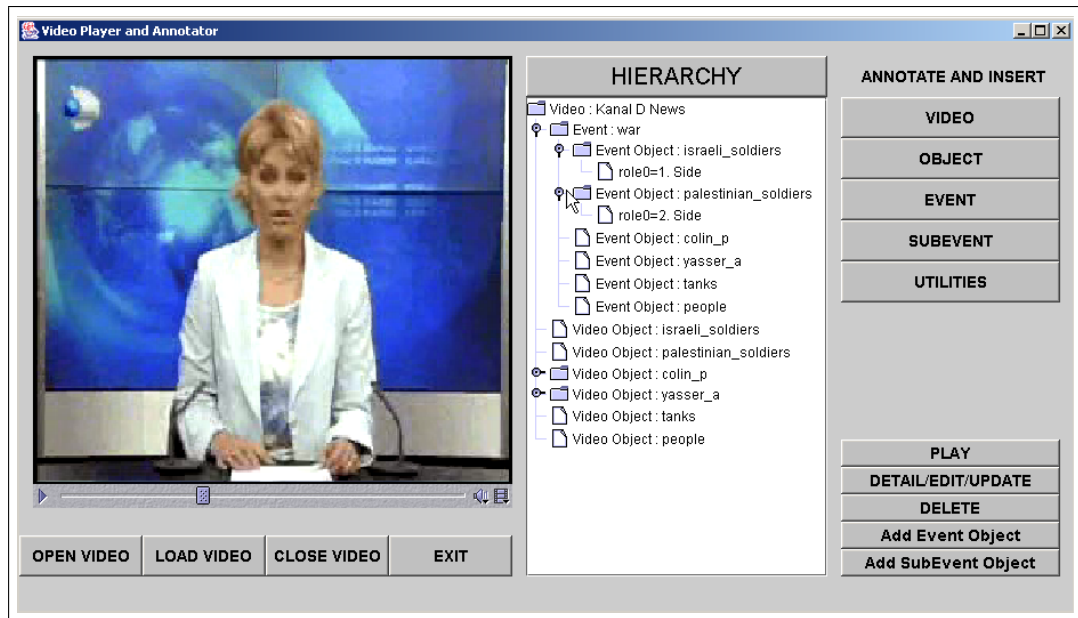 Video Player and Annotator
HIERARCHY
Video : Kanal D News
Event : war
Event Object : israeli_soldiers
role0=1. Side
Event Object : palestinian_soldiers
role0=2. Side
Event Object : colin_p
Event Object : yasser_a
Event Object : tanks
Event Object : people
Video Object : israeli_soldiers
Video Object : palestinian_soldiers
Video Object : colin_p
Video Object : yasser_a
Video Object : tanks
Video Object : people
ANNOTATE AND INSERT
VIDEO
OBJECT
EVENT
SUBEVENT
UTILITIES
PLAY
DETAIL/EDIT/UPDATE
DELETE
Add Event Object
Add SubEvent Object
OPEN VIDEO
LOAD VIDEO
CLOSE VIDEO
EXIT